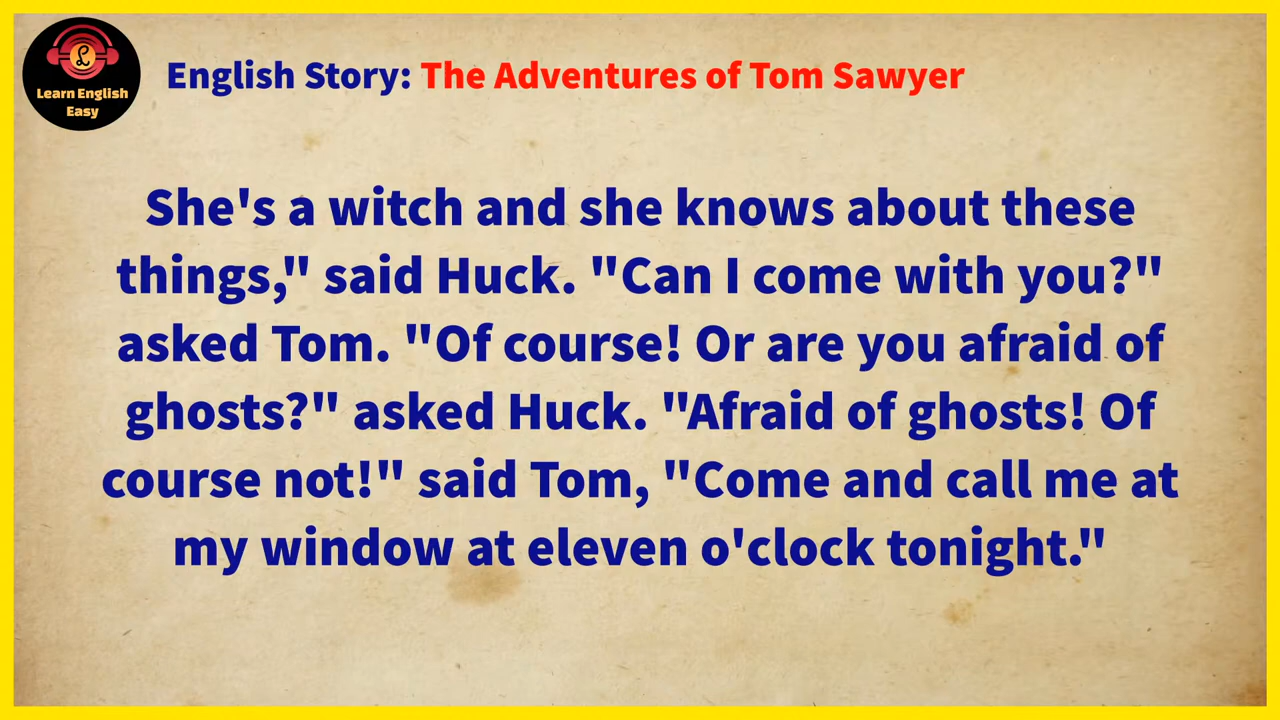 Learn English
Easy
English Story: The Adventures of Tom Sawyer
She's a witch and she knows about these
things," said Huck. "Can I come with you?"
asked Tom. "Of course! Or are you afraid of
ghosts?" asked Huck. "Afraid of ghosts! Of
course not!" said Tom, "Come and call me at
my window at eleven o'clock tonight."